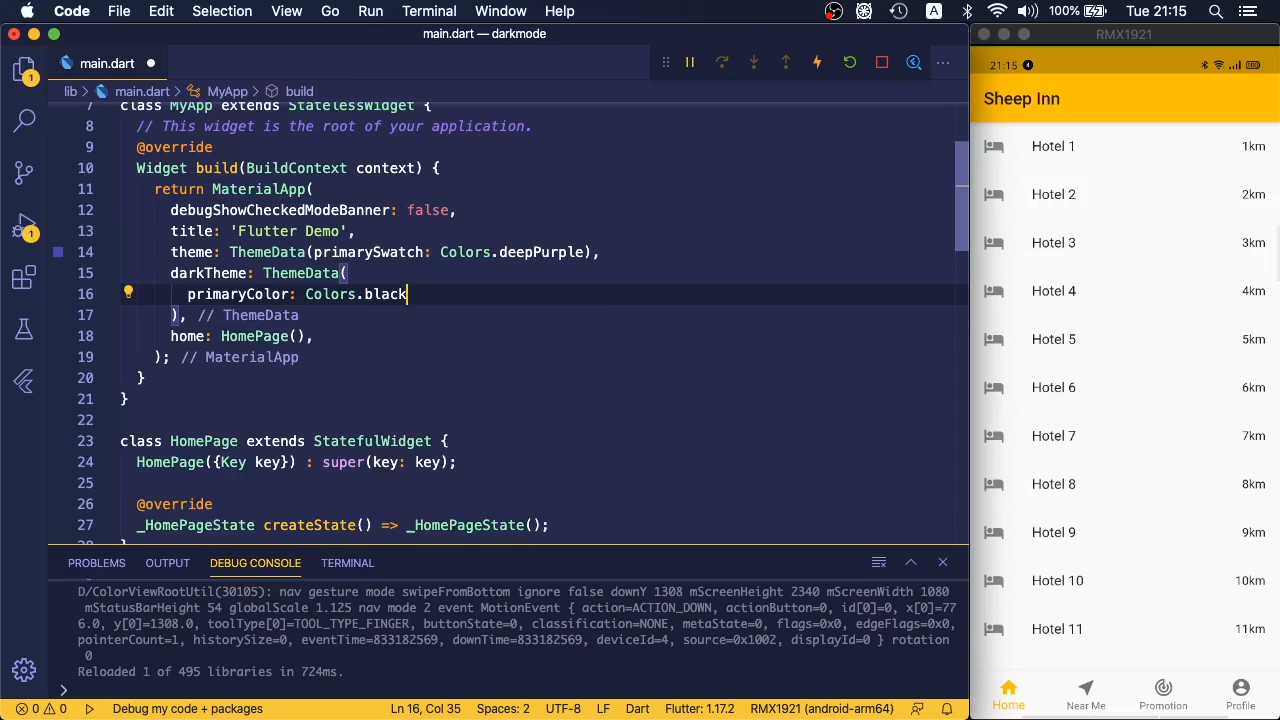 Code File Edit Selection View Go Run Terminal Window Help 100% A Tue 21:15
main.dart — darkmode
RMX1921
main.dart
21:15 4
lib > main.dart > MyApp > build
Sheep Inn
7 class MyApp extends StatelessWidget {
8 // This widget is the root of your application.
9 @override
10 Widget build(BuildContext context) {
11 return MaterialApp(
12 debugShowCheckedModeBanner: false,
13 title: 'Flutter Demo',
14 theme: ThemeData(primarySwatch: Colors.deepPurple),
15 darkTheme: ThemeData(
16 primaryColor: Colors.black
17 ), // ThemeData
18 home: HomePage(),
19 ); // MaterialApp
20 }
21 }
22
23 class HomePage extends StatefulWidget {
24 HomePage({Key key}) : super(key: key);
25
26 @override
27 _HomePageState createState() => _HomePageState();
Hotel 1 1km
Hotel 2 2km
Hotel 3 3km
Hotel 4 4km
Hotel 5 5km
Hotel 6 6km
Hotel 7 7km
Hotel 8 8km
Hotel 9 9km
Hotel 10 10km
Hotel 11 11km
Home Near Me Promotion Profile
PROBLEMS OUTPUT DEBUG CONSOLE TERMINAL
D/ColorViewRootUtil(30105): nav gesture mode swipeFromBottom ignore false downY 1308 mScreenHeight 2340 mScreenWidth 1080
mStatusBarHeight 54 globalScale 1.125 nav mode 2 event MotionEvent { action=ACTION_DOWN, actionButton=0, id[0]=0, x[0]=77
6.0, y[0]=1308.0, toolType[0]=TOOL_TYPE_FINGER, buttonState=0, classification=NONE, metaState=0, flags=0x0, edgeFlags=0x0,
pointerCount=1, historySize=0, eventTime=833182569, downTime=833182569, deviceId=4, source=0x1002, displayId=0 } rotation
0
Reloaded 1 of 495 libraries in 724ms.
>
0 0 Debug my code + packages Ln 16, Col 35 Spaces: 2 UTF-8 LF Dart Flutter: 1.17.2 RMX1921 (android-arm64)